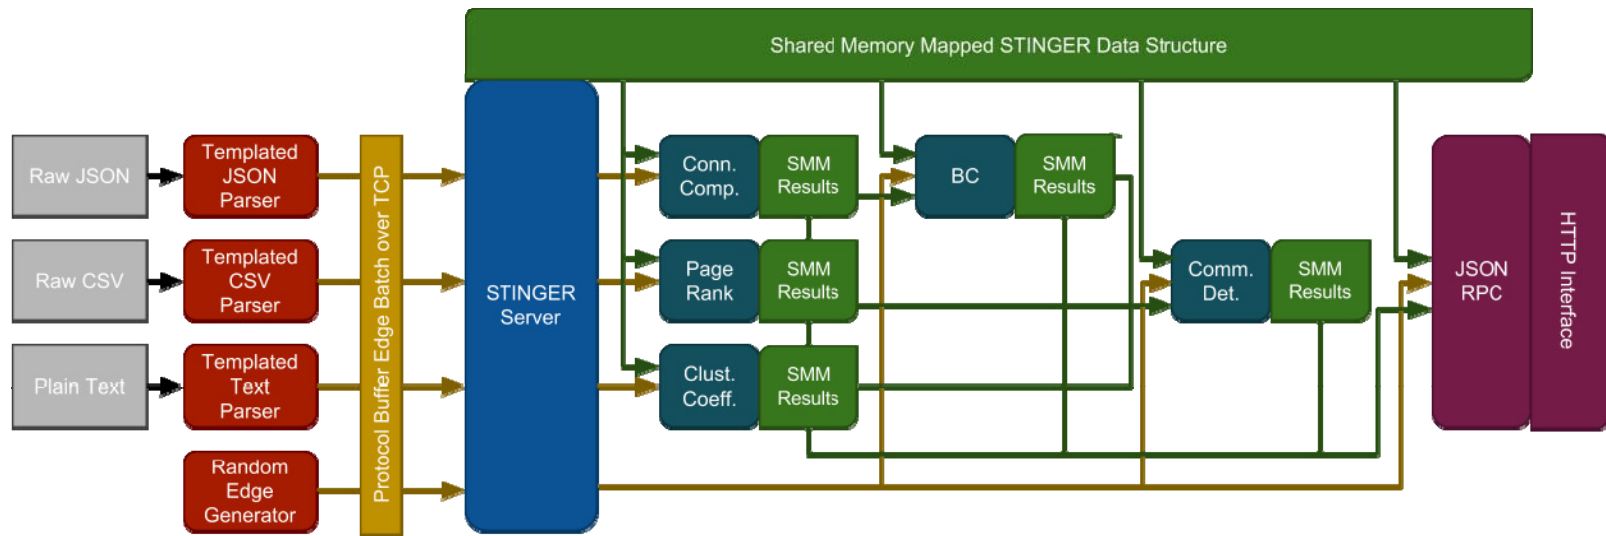 Shared Memory Mapped STINGER Data Structure
Raw JSON
Templated
JSON
Parser
Raw CSV
Templated
CSV
Parser
Plain Text
Templated
Text
Parser
Random
Edge
Generator
Protocol Buffer Edge Batch over TCP
STINGER
Server
Conn.
Comp.
SMM
Results
Page
Rank
SMM
Results
Clust.
Coeff.
SMM
Results
BC
SMM
Results
Comm.
Det.
SMM
Results
JSON
RPC
HTTP Interface